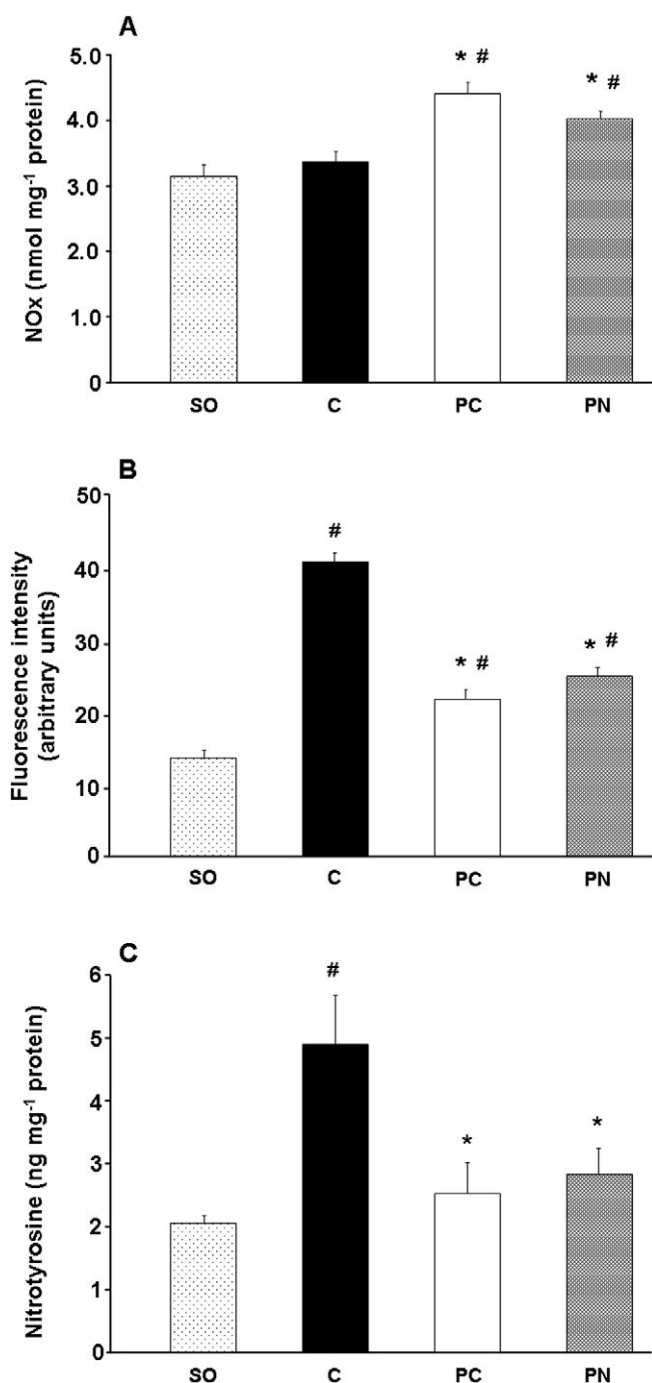 A
NOx (nmol mg⁻¹ protein)
5.0
4.0
3.0
2.0
1.0
0
* #
* #
SO C PC PN
B
Fluorescence intensity
(arbitrary units)
50
40
30
20
10
0
#
* #
* #
SO C PC PN
C
Nitrotyrosine (ng mg⁻¹ protein)
6
5
4
3
2
1
0
#
*
*
SO C PC PN